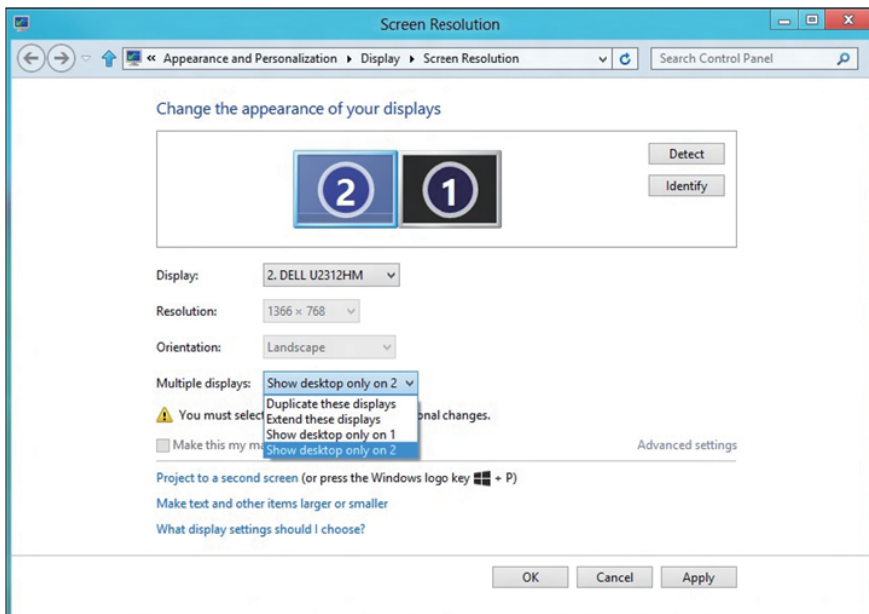 Screen Resolution
« Appearance and Personalization ▸ Display ▸ Screen Resolution
Search Control Panel
Change the appearance of your displays
2 1
Detect
Identify
Display: 2. DELL U2312HM
Resolution: 1366 × 768
Orientation: Landscape
Multiple displays: Show desktop only on 2
Duplicate these displays
You must select onal changes.
Extend these displays
Show desktop only on 1
Make this my ma
Show desktop only on 2
Advanced settings
Project to a second screen (or press the Windows logo key + P)
Make text and other items larger or smaller
What display settings should I choose?
OK Cancel Apply